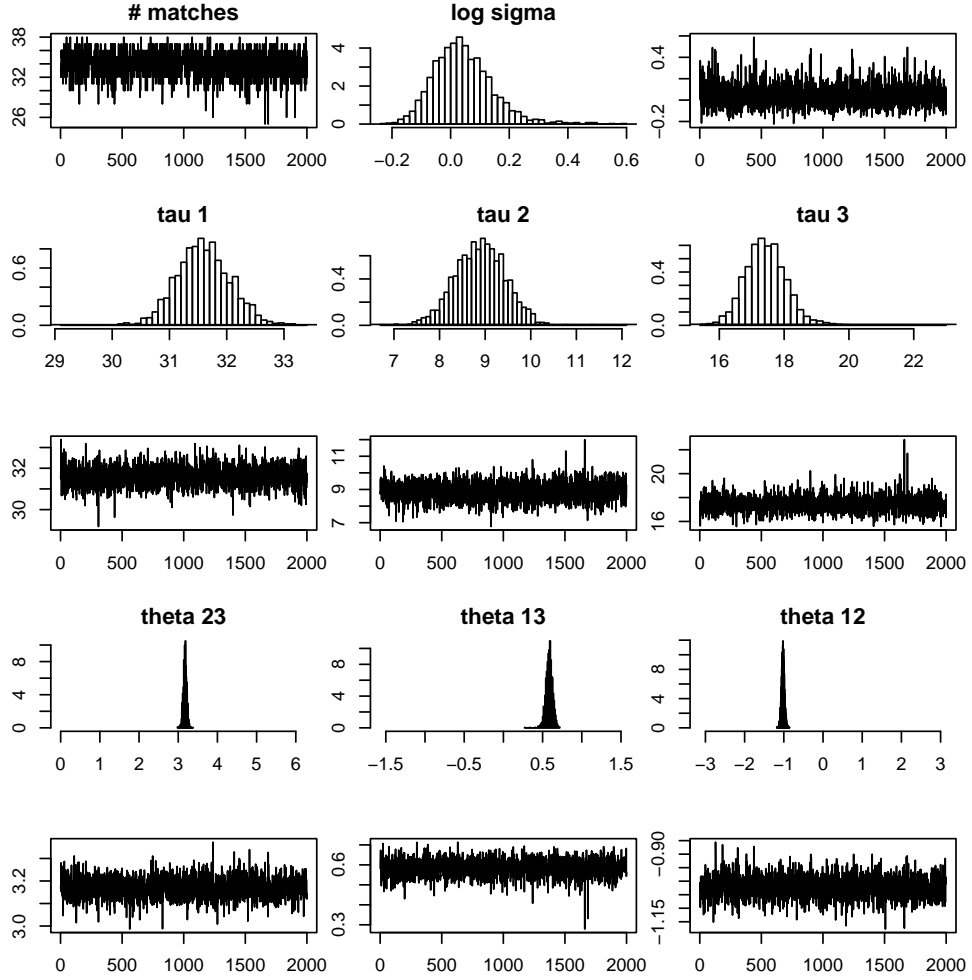 # matches
log sigma
38
32
26
0 500 1000 1500 2000
4
2
0
−0.2 0.0 0.2 0.4 0.6
0.4
−0.2
0 500 1000 1500 2000
tau 1
tau 2
tau 3
0.6
0.0
29 30 31 32 33
0.4
0.0
7 8 9 10 11 12
0.4
0.0
16 18 20 22
32
30
0 500 1000 1500 2000
11
9
7
0 500 1000 1500 2000
20
16
0 500 1000 1500 2000
theta 23
theta 13
theta 12
8
4
0
0 1 2 3 4 5 6
8
4
0
−1.5 −0.5 0.5 1.5
8
4
0
−3 −2 −1 0 1 2 3
3.2
3.0
0 500 1000 1500 2000
0.6
0.3
0 500 1000 1500 2000
−0.90
−1.15
0 500 1000 1500 2000